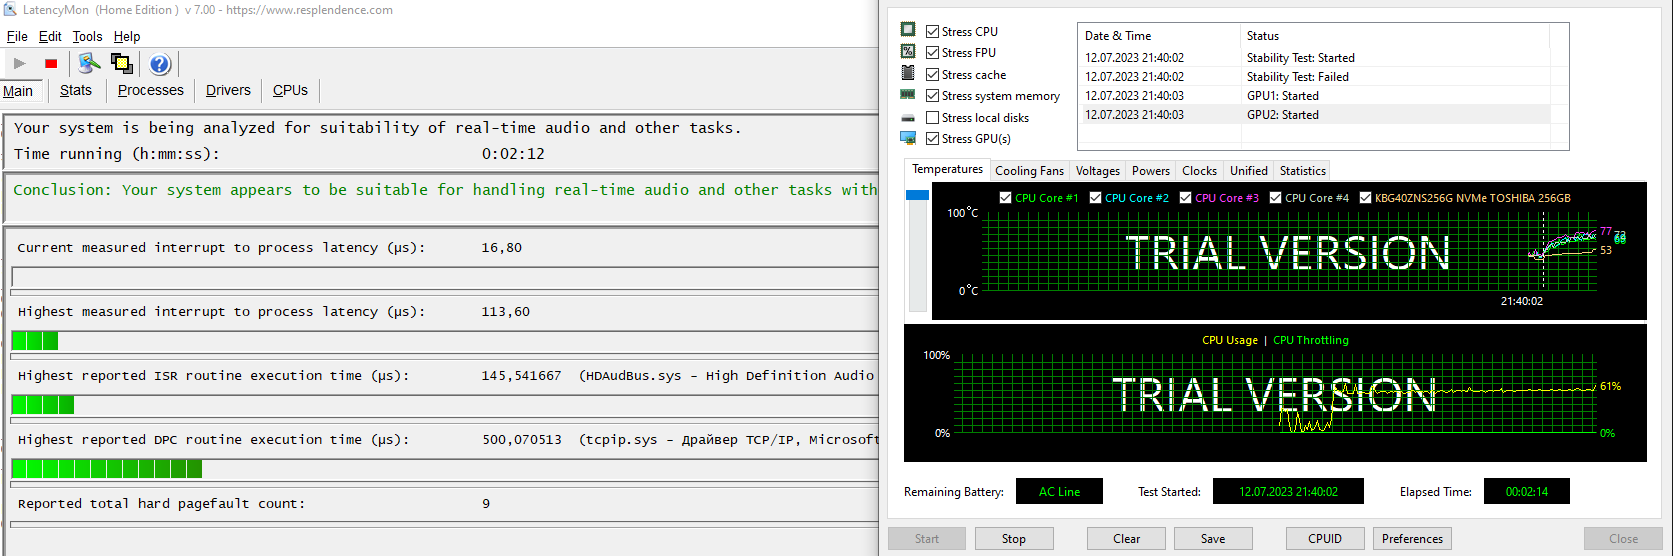 LatencyMon (Home Edition) v 7.00 - https://www.resplendence.com
File Edit Tools Help
Main Stats Processes Drivers CPUs
Your system is being analyzed for suitability of real-time audio and other tasks.
Time running (h:mm:ss): 0:02:12
Conclusion: Your system appears to be suitable for handling real-time audio and other tasks with
Current measured interrupt to process latency (µs): 16,80
Highest measured interrupt to process latency (µs): 113,60
Highest reported ISR routine execution time (µs): 145,541667 (HDAudBus.sys - High Definition Audio
Highest reported DPC routine execution time (µs): 500,070513 (tcpip.sys - Драйвер TCP/IP, Microsoft
Reported total hard pagefault count: 9
Stress CPU
Stress FPU
Stress cache
Stress system memory
Stress local disks
Stress GPU(s)
Date & Time Status
12.07.2023 21:40:02 Stability Test: Started
12.07.2023 21:40:02 Stability Test: Failed
12.07.2023 21:40:03 GPU1: Started
12.07.2023 21:40:03 GPU2: Started
Temperatures Cooling Fans Voltages Powers Clocks Unified Statistics
CPU Core #1 CPU Core #2 CPU Core #3 CPU Core #4 KBG40ZNS256G NVMe TOSHIBA 256GB
100°C
TRIAL VERSION
77
53
0°C
21:40:02
CPU Usage | CPU Throttling
100%
61%
TRIAL VERSION
0% 0%
Remaining Battery: AC Line Test Started: 12.07.2023 21:40:02 Elapsed Time: 00:02:14
Start Stop Clear Save CPUID Preferences Close